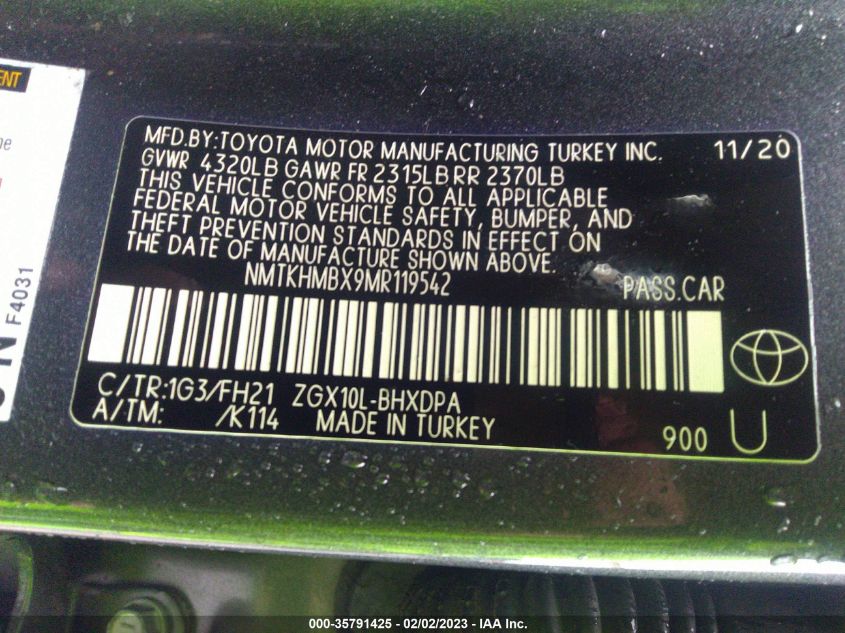 ENT
F4031
MFD.BY:TOYOTA MOTOR MANUFACTURING TURKEY INC. 11/20
GVWR 4320LB GAWR FR 2315LB RR 2370LB
THIS VEHICLE CONFORMS TO ALL APPLICABLE
FEDERAL MOTOR VEHICLE SAFETY, BUMPER, AND
THEFT PREVENTION STANDARDS IN EFFECT ON
THE DATE OF MANUFACTURE SHOWN ABOVE.
NMTKHMBX9MR119542 PASS.CAR
C/TR:1G3/FH21 ZGX10L-BHXDPA
A/TM: /K114 MADE IN TURKEY 900 U
000-35791425 - 02/02/2023 - IAA Inc.